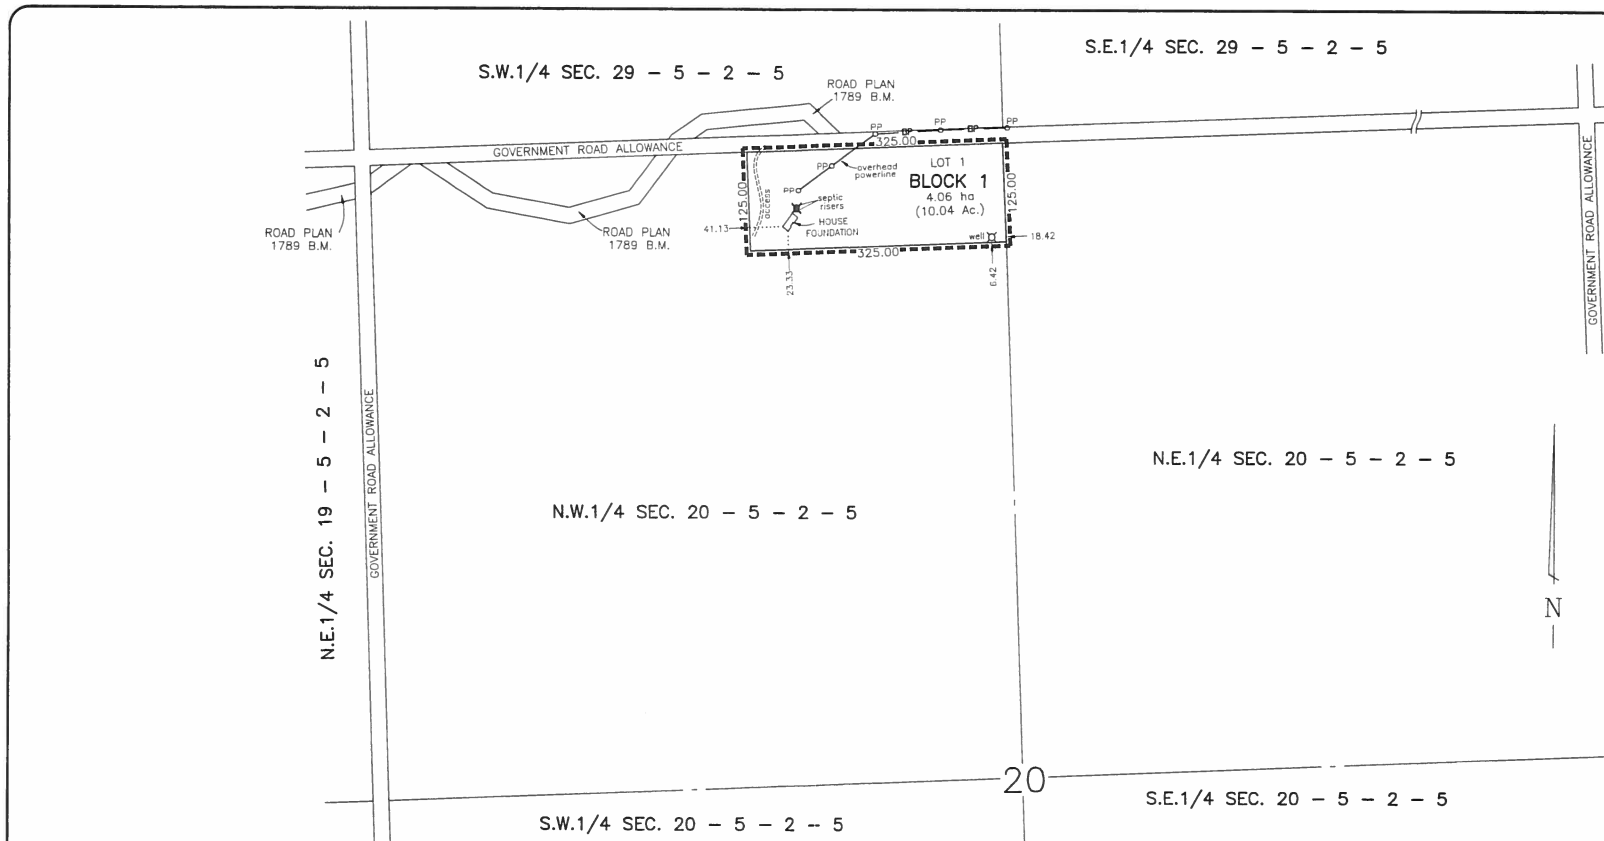 S.E.1/4 SEC. 29 - 5 - 2 - 5
S.W.1/4 SEC. 29 - 5 - 2 - 5
ROAD PLAN
1789 B.M.
PP
BP
PP
BP
PP
325.00
GOVERNMENT ROAD ALLOWANCE
LOT 1
BLOCK 1
4.06 ha
(10.04 Ac.)
PP
overhead
powerline
PP
septic
risers
HOUSE
FOUNDATION
access
125.00
125.00
41.13
well
18.42
325.00
23.33
6.42
ROAD PLAN
1789 B.M.
ROAD PLAN
1789 B.M.
GOVERNMENT ROAD ALLOWANCE
N.E.1/4 SEC. 19 - 5 - 2 - 5
GOVERNMENT ROAD ALLOWANCE
N.W.1/4 SEC. 20 - 5 - 2 - 5
N.E.1/4 SEC. 20 - 5 - 2 - 5
N
20
S.W.1/4 SEC. 20 - 5 - 2 - 5
S.E.1/4 SEC. 20 - 5 - 2 - 5